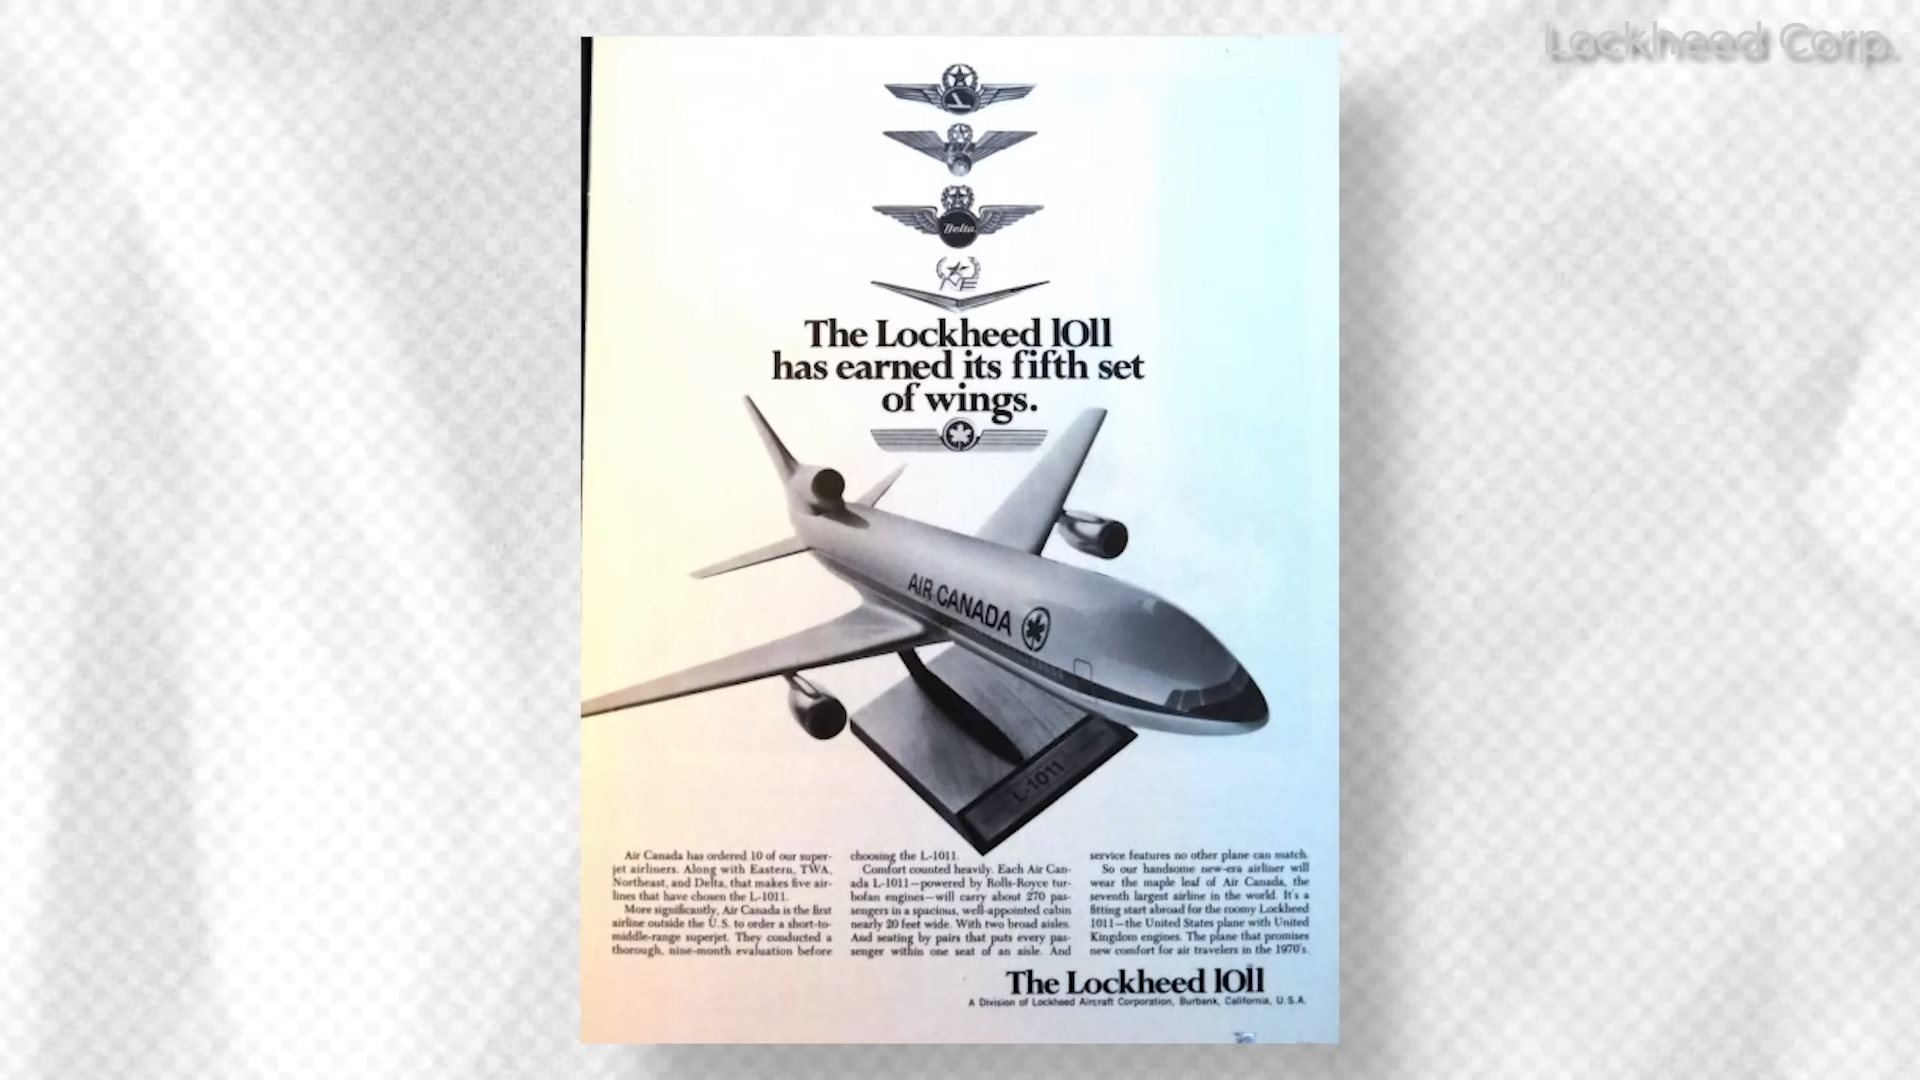 Lockheed Corp.
TWA
Delta
NE
The Lockheed 1011
has earned its fifth set
of wings.
AIR CANADA
L-1011
Air Canada has ordered 10 of our super-
jet airliners. Along with Eastern, TWA,
Northeast, and Delta, that makes five air-
lines that have chosen the L-1011.
More significantly, Air Canada is the first
airline outside the U.S. to order a short-to-
middle-range superjet. They conducted a
thorough, nine-month evaluation before
choosing the L-1011.
Comfort counted heavily. Each Air Can-
ada L-1011—powered by Rolls-Royce tur-
bofan engines—will carry about 270 pas-
sengers in a spacious, well-appointed cabin
nearly 20 feet wide. With two broad aisles.
And seating by pairs that puts every pas-
senger within one seat of an aisle. And
service features no other plane can match.
So our handsome new-era airliner will
wear the maple leaf of Air Canada, the
seventh largest airline in the world. It's a
fitting start abroad for the roomy Lockheed
1011—the United States plane with United
Kingdom engines. The plane that promises
new comfort for air travelers in the 1970's.
The Lockheed 1011
A Division of Lockheed Aircraft Corporation, Burbank, California, U.S.A.